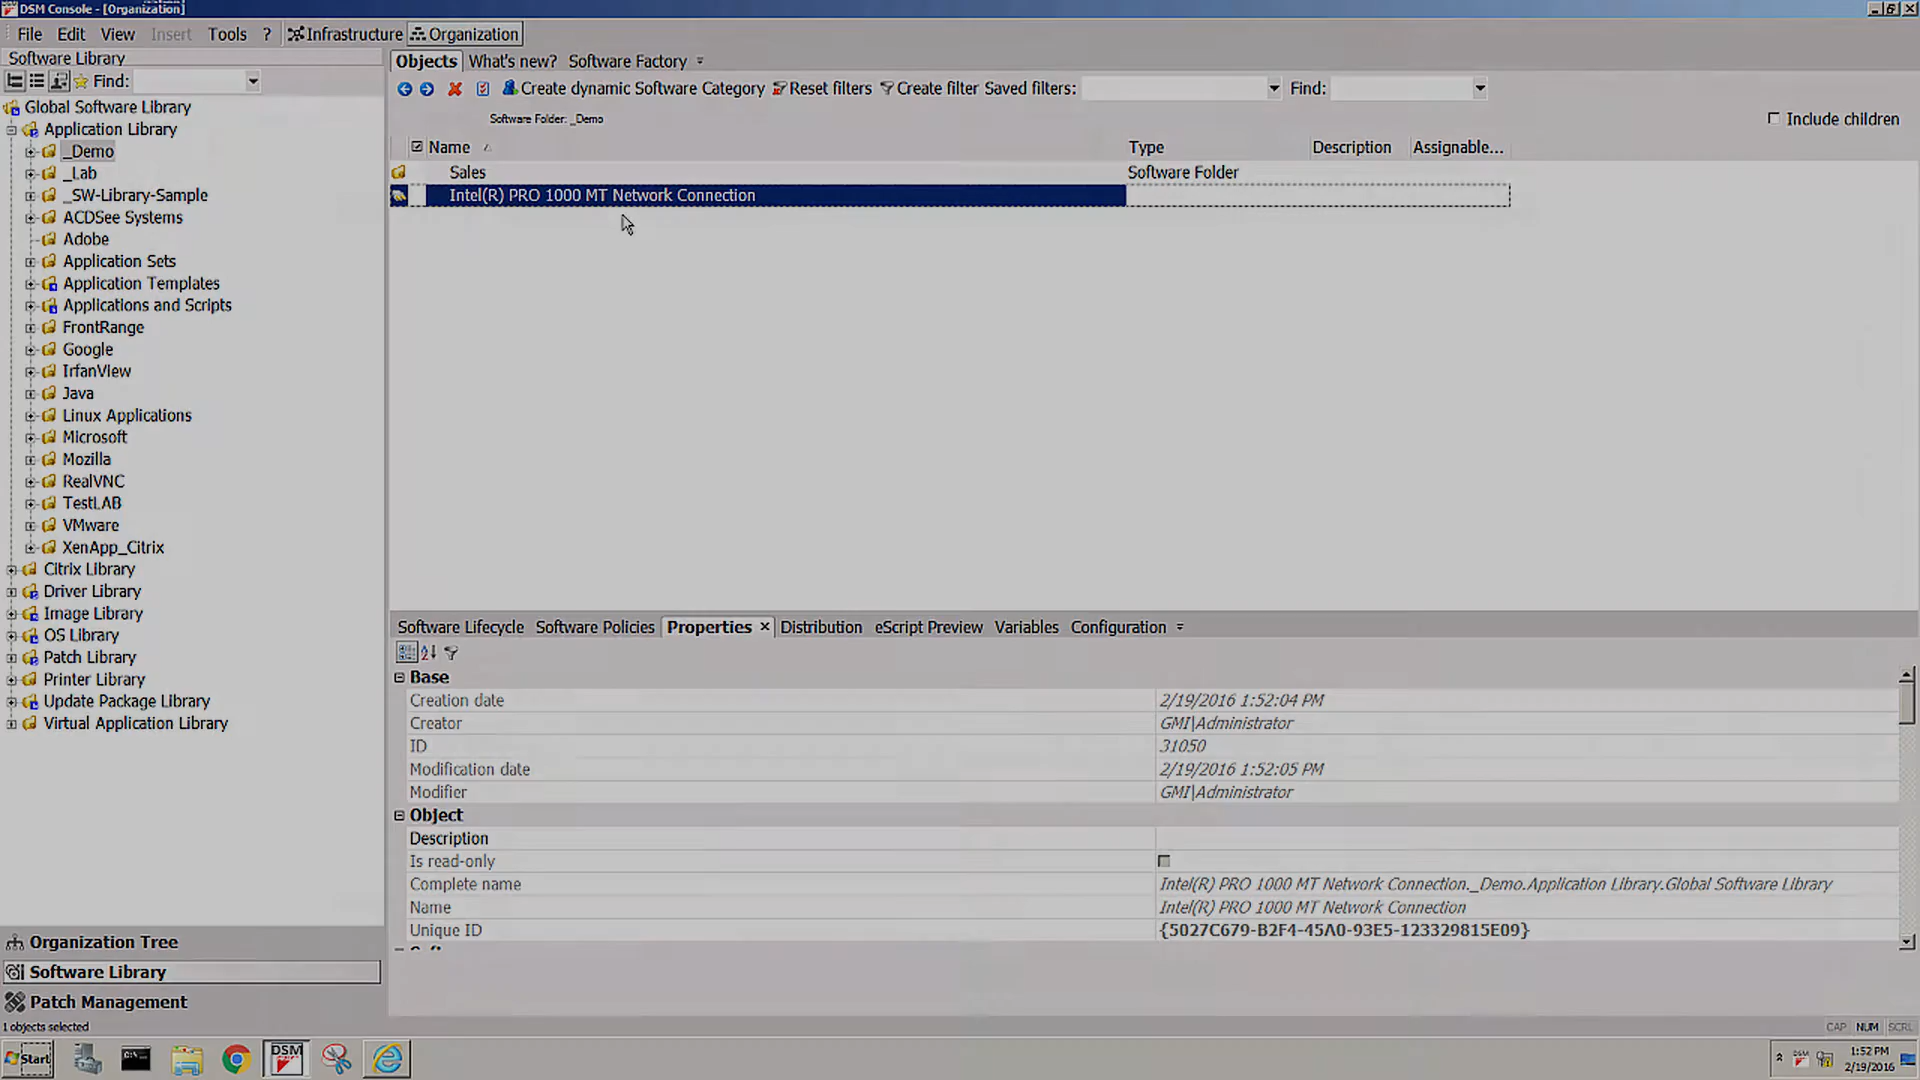 DSM Console - [Organization]
File Edit View Insert Tools ? Infrastructure Organization
Software Library
Find:
Global Software Library
Application Library
_Demo
_Lab
_SW-Library-Sample
ACDSee Systems
Adobe
Application Sets
Application Templates
Applications and Scripts
FrontRange
Google
IrfanView
Java
Linux Applications
Microsoft
Mozilla
RealVNC
TestLAB
VMware
XenApp_Citrix
Citrix Library
Driver Library
Image Library
OS Library
Patch Library
Printer Library
Update Package Library
Virtual Application Library
Organization Tree
Software Library
Patch Management
Objects What's new? Software Factory
Create dynamic Software Category Reset filters Create filter Saved filters: Find:
Software Folder: _Demo
Include children
Name Type Description Assignable...
Sales Software Folder
Intel(R) PRO 1000 MT Network Connection
Software Lifecycle Software Policies Properties Distribution eScript Preview Variables Configuration
Base
Creation date 2/19/2016 1:52:04 PM
Creator GMI|Administrator
ID 31050
Modification date 2/19/2016 1:52:05 PM
Modifier GMI|Administrator
Object
Description
Is read-only
Complete name Intel(R) PRO 1000 MT Network Connection._Demo.Application Library.Global Software Library
Name Intel(R) PRO 1000 MT Network Connection
Unique ID {5027C679-B2F4-45A0-93E5-123329815E09}
1 objects selected
CAP NUM SCRL
Start
DSM
1:52 PM
2/19/2016